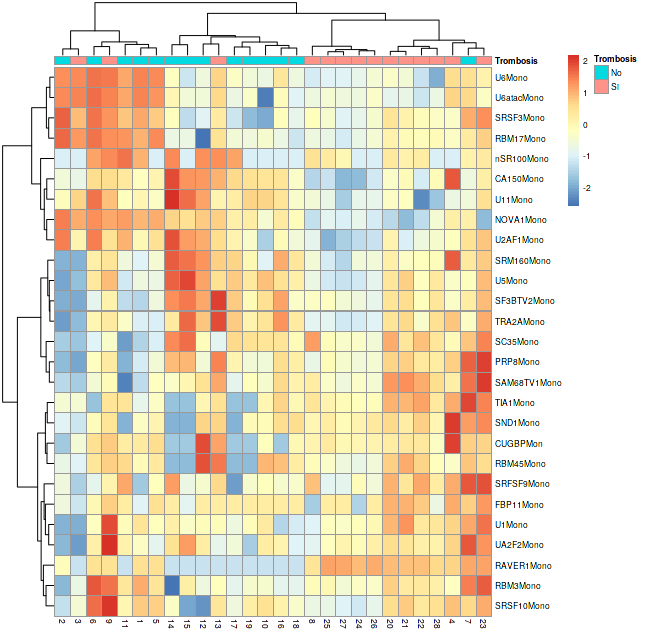 Trombosis
U6Mono
U6atacMono
SRSF3Mono
RBM17Mono
nSR100Mono
CA150Mono
U11Mono
NOVA1Mono
U2AF1Mono
SRM160Mono
U5Mono
SF3BTV2Mono
TRA2AMono
SC35Mono
PRP8Mono
SAM68TV1Mono
TIA1Mono
SND1Mono
CUGBPMon
RBM45Mono
SRFSF9Mono
FBP11Mono
U1Mono
UA2F2Mono
RAVER1Mono
RBM3Mono
SRSF10Mono
2 3 6 9 11 1 5 14 15 12 13 17 19 10 16 18 8 25 27 24 26 20 21 22 28 4 7 23
2
1
0
-1
-2
Trombosis
No
SI